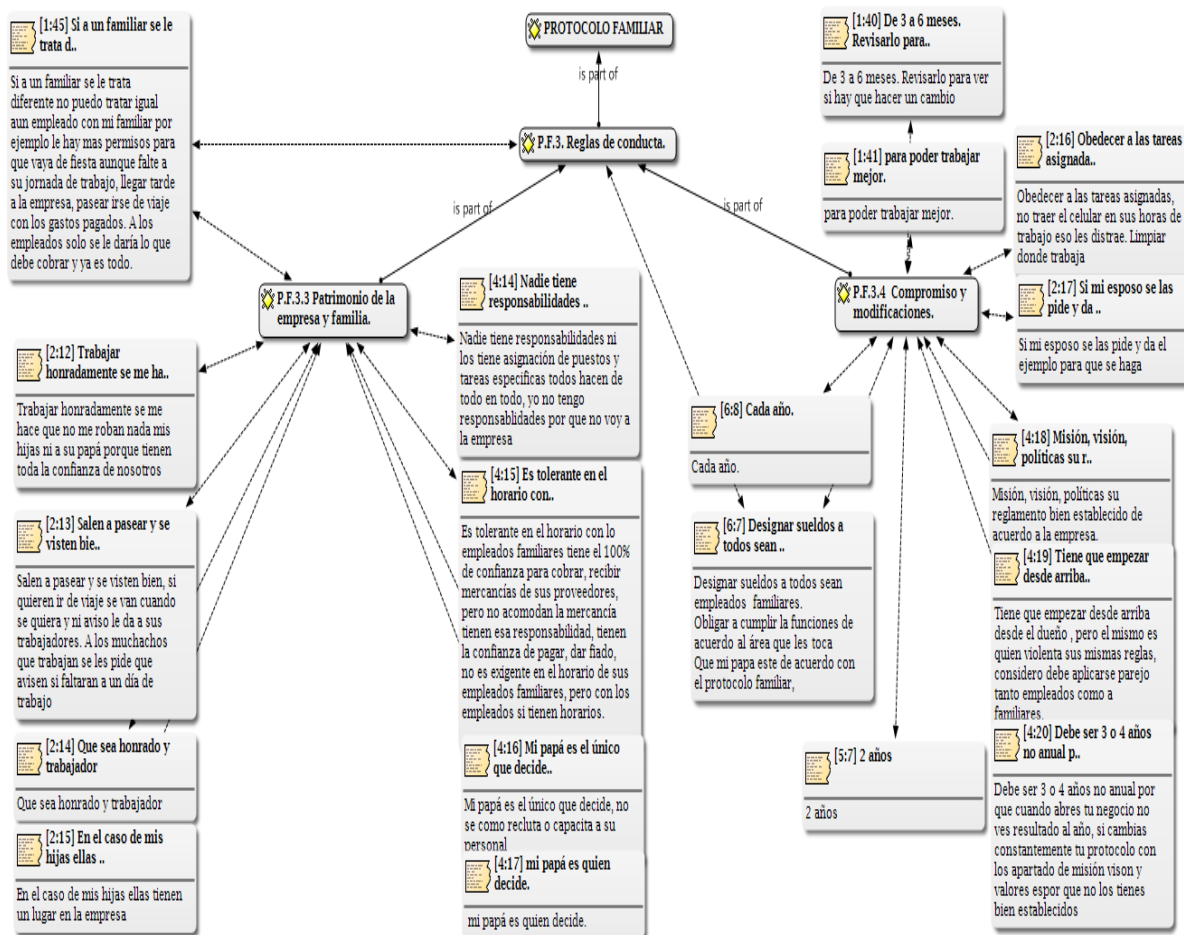 [1:45] Si a un familiar se le
trata d..
Si a un familiar se le trata
diferente no puedo tratar igual
aun empleado con mi familiar por
ejemplo le hay mas permisos para
que vaya de fiesta aunque falte a
su jornada de trabajo, llegar tarde
a la empresa, pasear irse de viaje
con los gastos pagados. A los
empleados solo se le daría lo que
debe cobrar y ya es todo.
PROTOCOLO FAMILIAR
is part of
P.F.3. Reglas de conducta.
is part of
is part of
[1:40] De 3 a 6 meses.
Revisarlo para..
De 3 a 6 meses. Revisarlo para ver
si hay que hacer un cambio
[1:41] para poder trabajar
mejor.
para poder trabajar mejor.
[2:16] Obedecer a las tareas
asignada..
Obedecer a las tareas asignadas,
no traer el celular en sus horas de
trabajo eso les distrae. Limpiar
donde trabaja
P.F.3.3 Patrimonio de la
empresa y familia.
[4:14] Nadie tiene
responsabilidades ..
Nadie tiene responsabilidades ni
los tiene asignación de puestos y
tareas especificas todos hacen de
todo en todo, yo no tengo
responsablidades por que no voy a
la empresa
P.F.3.4 Compromiso y
modificaciones.
[2:17] Si mi esposo se las
pide y da ..
Si mi esposo se las pide y da el
ejemplo para que se haga
[2:12] Trabajar
honradamente se me ha..
Trabajar honradamente se me
hace que no me roban nada mis
hijas ni a su papá porque tienen
toda la confianza de nosotros
[6:8] Cada año.
Cada año.
[4:18] Misión, visión,
políticas su r..
Misión, visión, políticas su
reglamento bien establecido de
acuerdo a la empresa.
[4:15] Es tolerante en el
horario con..
Es tolerante en el horario con lo
empleados familiares tiene el 100%
de confianza para cobrar, recibir
mercancías de sus proveedores,
pero no acomodan la mercancía
tienen esa responsabilidad, tienen
la confianza de pagar, dar fiado,
no es exigente en el horario de sus
empleados familiares, pero con los
empleados si tienen horarios.
[2:13] Salen a pasear y se
visten bie..
Salen a pasear y se visten bien, si
quieren ir de viaje se van cuando
se quiera y ni aviso le da a sus
trabajadores. A los muchachos
que trabajan se les pide que
avisen si faltaran a un día de
trabajo
[6:7] Designar sueldos a
todos sean ..
Designar sueldos a todos sean
empleados familiares.
Obligar a cumplir la funciones de
acuerdo al área que les toca
Que mi papa este de acuerdo con
el protocolo familiar,
[4:19] Tiene que empezar
desde arriba..
Tiene que empezar desde arriba
desde el dueño , pero el mismo es
quien violenta sus mismas reglas,
considero debe aplicarse parejo
tanto empleados como a
familiares.
[2:14] Que sea honrado y
trabajador
Que sea honrado y trabajador
[4:16] Mi papá es el único
que decide..
Mi papá es el único que decide, no
se como recluta o capacita a su
personal
[5:7] 2 años
2 años
[4:20] Debe ser 3 o 4 años
no anual p..
Debe ser 3 o 4 años no anual por
que cuando abres tu negocio no
ves resultado al año, si cambias
constantemente tu protocolo con
los apartado de misión vison y
valores espor que no los tienes
bien establecidos
[2:15] En el caso de mis
hijas ellas ..
En el caso de mis hijas ellas tienen
un lugar en la empresa
[4:17] mi papá es quien
decide.
mi papá es quien decide.